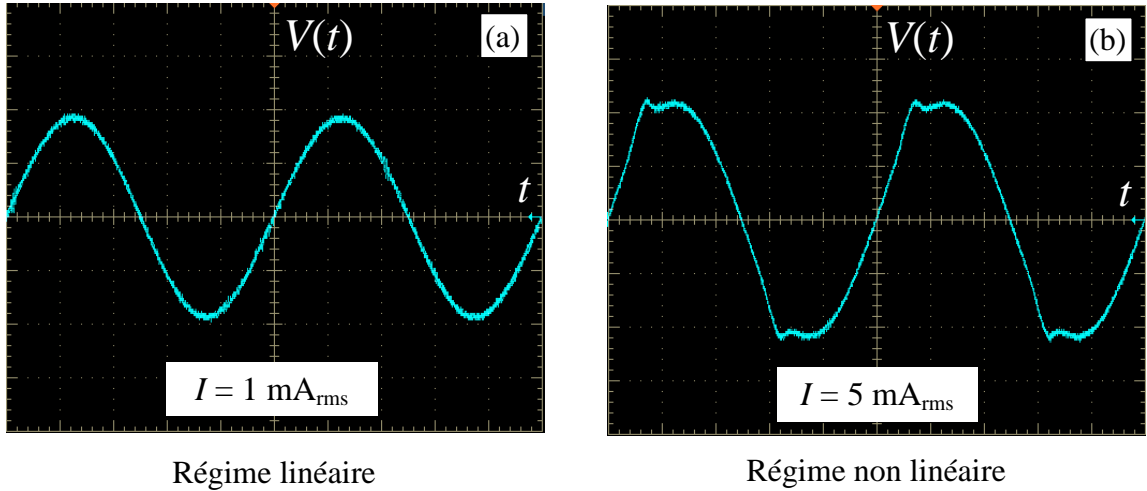 V(t)
(a)
t
I = 1 mArms
Régime linéaire
V(t)
(b)
t
I = 5 mArms
Régime non linéaire